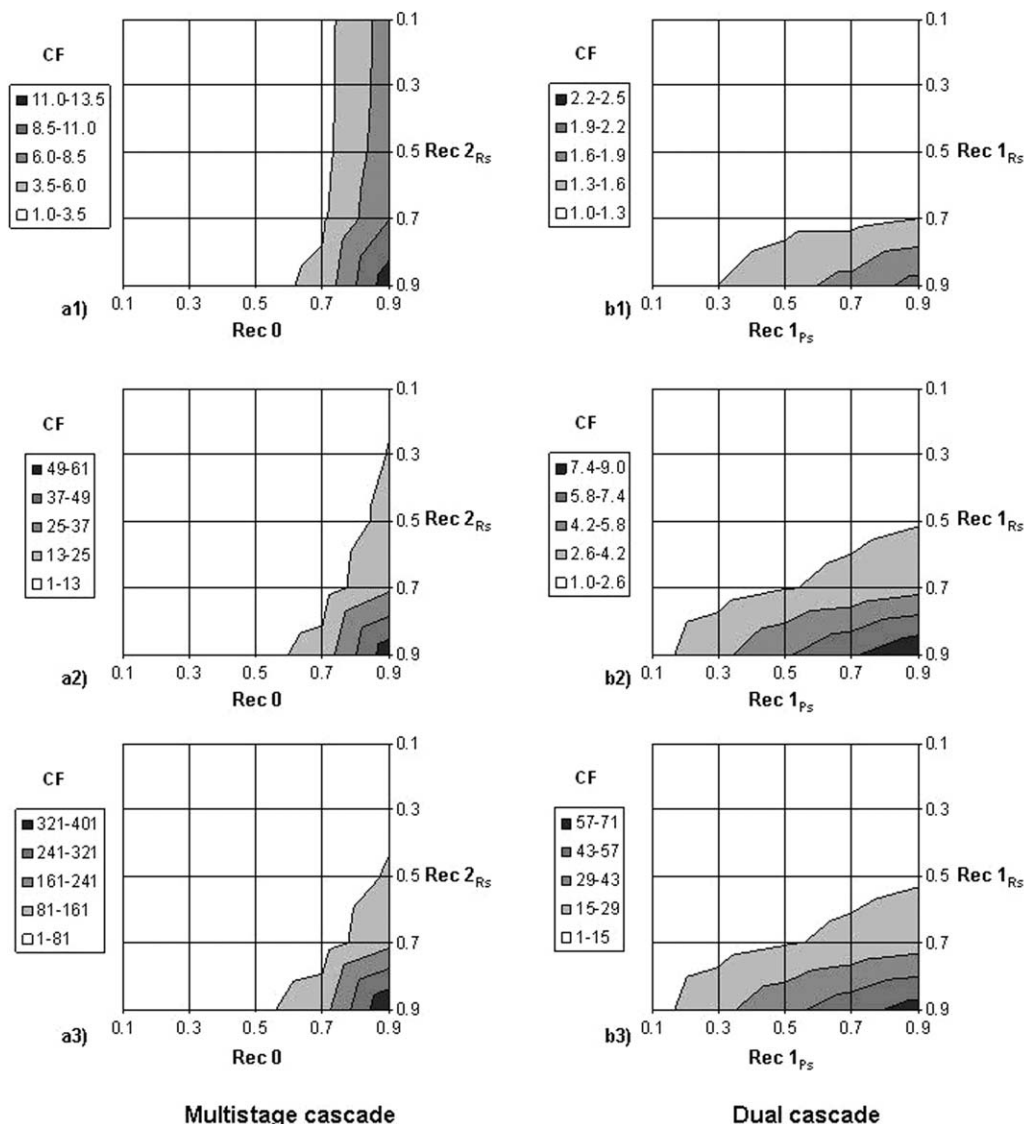 CF
11.0-13.5
8.5-11.0
6.0-8.5
3.5-6.0
1.0-3.5
0.1
0.3
0.5 Rec 2Rs
0.7
0.9
0.1 0.3 0.5 0.7 0.9
a1)
Rec 0
CF
2.2-2.5
1.9-2.2
1.6-1.9
1.3-1.6
1.0-1.3
0.1
0.3
0.5 Rec 1Rs
0.7
0.9
0.1 0.3 0.5 0.7 0.9
b1)
Rec 1Ps
CF
49-61
37-49
25-37
13-25
1-13
0.1
0.3
0.5 Rec 2Rs
0.7
0.9
0.1 0.3 0.5 0.7 0.9
a2)
Rec 0
CF
7.4-9.0
5.8-7.4
4.2-5.8
2.6-4.2
1.0-2.6
0.1
0.3
0.5 Rec 1Rs
0.7
0.9
0.1 0.3 0.5 0.7 0.9
b2)
Rec 1Ps
CF
321-401
241-321
161-241
81-161
1-81
0.1
0.3
0.5 Rec 2Rs
0.7
0.9
0.1 0.3 0.5 0.7 0.9
a3)
Rec 0
CF
57-71
43-57
29-43
15-29
1-15
0.1
0.3
0.5 Rec 1Rs
0.7
0.9
0.1 0.3 0.5 0.7 0.9
b3)
Rec 1Ps
Multistage cascade
Dual cascade